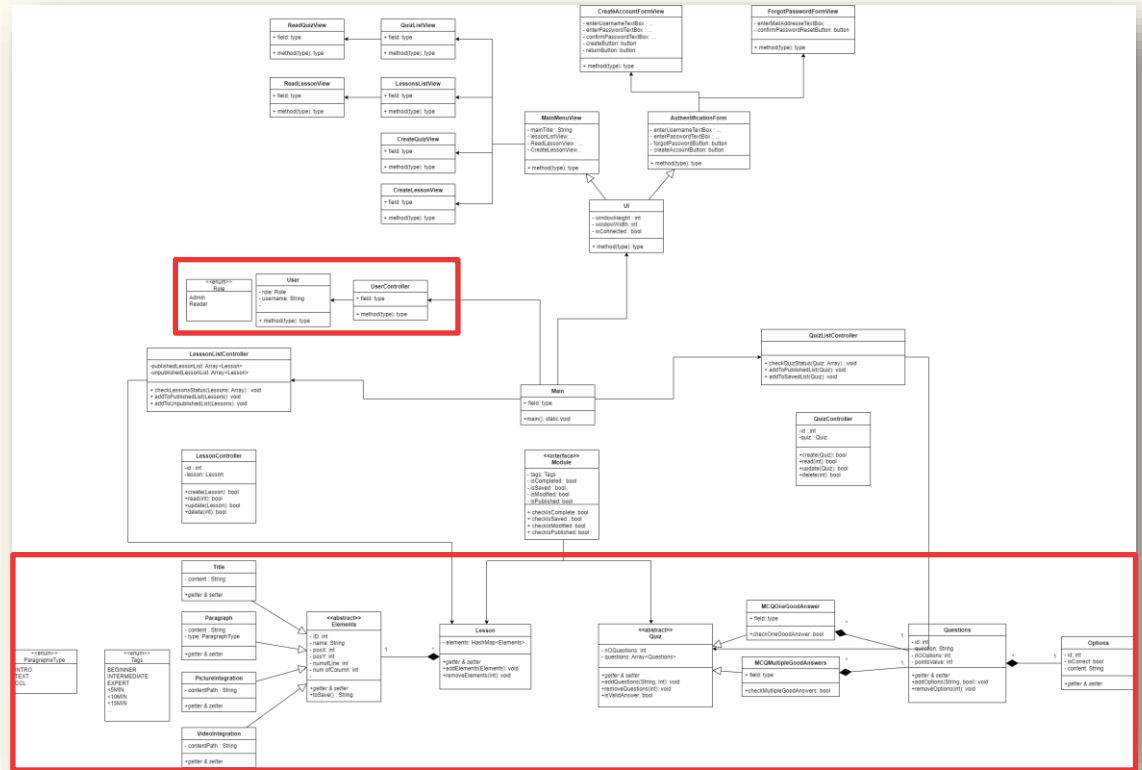 CreateAccountFormView
- enterUsernameTextBox : ...
- enterPasswordTextBox : ...
- confirmPasswordTextBox : ...
- createButton: button
- returnButton: button
+ method(type): type
ForgotPasswordFormView
- enterMailAddresseTextBox : ...
- confirmPasswordResetButton: button
+ method(type): type
ReadQuizView
+ field: type
+ method(type): type
QuizListView
+ field: type
+ method(type): type
ReadLessonView
+ field: type
+ method(type): type
LessonsListView
+ field: type
+ method(type): type
MainMenuView
- mainTitle : String
- lessonListView : ...
- ReadLessonView : ...
- CreateLessonView...
+ method(type): type
AuthentificationForm
- enterUsernameTextBox : ...
- enterPasswordTextBox : ...
- forgotPasswordButton: button
- createAccountButton: button
+ method(type): type
CreateQuizView
+ field: type
+ method(type): type
CreateLessonView
+ field: type
+ method(type): type
UI
- windowHeight : int
- windowWidth: int
- isConnected : bool
+ method(type): type
<<enum>>
Role
Admin
Reader
User
- role: Role
- username: String
-
+ method(type): type
UserController
+ field: type
+ method(type): type
LesssonListController
-publishedLessonList: Array<Lesson>
-unpublishedLessonList: Array<Lesson>
+ checkLessonsStatus(Lessons: Array) : void
+ addToPublishedList(Lessons): void
+ addToUnpublishedList(Lessons): void
QuizListController
+ checkQuizStatus(Quiz: Array) : void
+ addToPublishedList(Quiz): void
+ addToSavedList(Quiz): void
Main
+ field: type
+main(): static void
QuizController
-id : int
-quiz : Quiz
+create(Quiz): bool
+read(int): bool
+update(Quiz): bool
+delete(int): bool
LessonController
-id : int
-lesson: Lesson
+create(Lesson): bool
+read(int): bool
+update(Lesson): bool
+delete(int): bool
<<interface>>
Module
- tags: Tags
- isCompleted : bool
- isSaved : bool
- isModified : bool
- isPublished : bool
+ checkIsComplete: bool
+ checkIsSaved : bool
+ checkIsModified: bool
+ checkIsPublished : bool
Title
- content : String
+getter & setter
Paragraph
- content : String
- type: ParagraphType
+getter & setter
PictureIntegration
- contentPath : String
+getter & setter
VideoIntegration
- contentPath : String
+getter & setter
<<enum>>
ParagrapheType
INTRO
TEXT
CCL
<<enum>>
Tags
BEGINNER
INTERMEDIATE
EXPERT
<5MIN
<10MIN
<15MIN
...
<<abstract>>
Elements
- ID: int
- name: String
- posX: int
- posY: int
- numofLine: int
- num ofColumn: int
-
+getter & setter
+toSave() : String
1
*
Lesson
- elements: HashMap<Elements>
+getter & setter
+addElements(Elements): void
+removeElements(int): void
<<abstract>>
Quiz
- nOQuestions: int
- questions: Array<Questions>
+getter & setter
+addQuestions(String, int): void
+removeQuestions(int): void
+isValidAnswer: bool
MCQOneGoodAnswer
+ field: type
+checkOneGoodAnswer: bool
MCQMultipleGoodAnswers
+ field: type
+checkMultipleGoodAnswers: bool
*
1
*
1
Questions
- id: int
- question: String
- nOptions: int
- pointsValue: int
+getter & setter
+addOptions(String, bool): void
+removeOptions(int): void
*
1
Options
- id: int
- isCorrect: bool
- content: String
+getter & setter